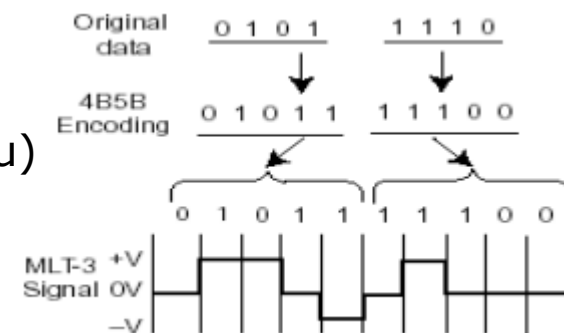 Original data
0 1 0 1
1 1 1 0
4B5B Encoding
0 1 0 1 1
1 1 1 0 0
u)
0 1 0 1 1 1 1 1 0 0
MLT-3 Signal
+V
0V
–V